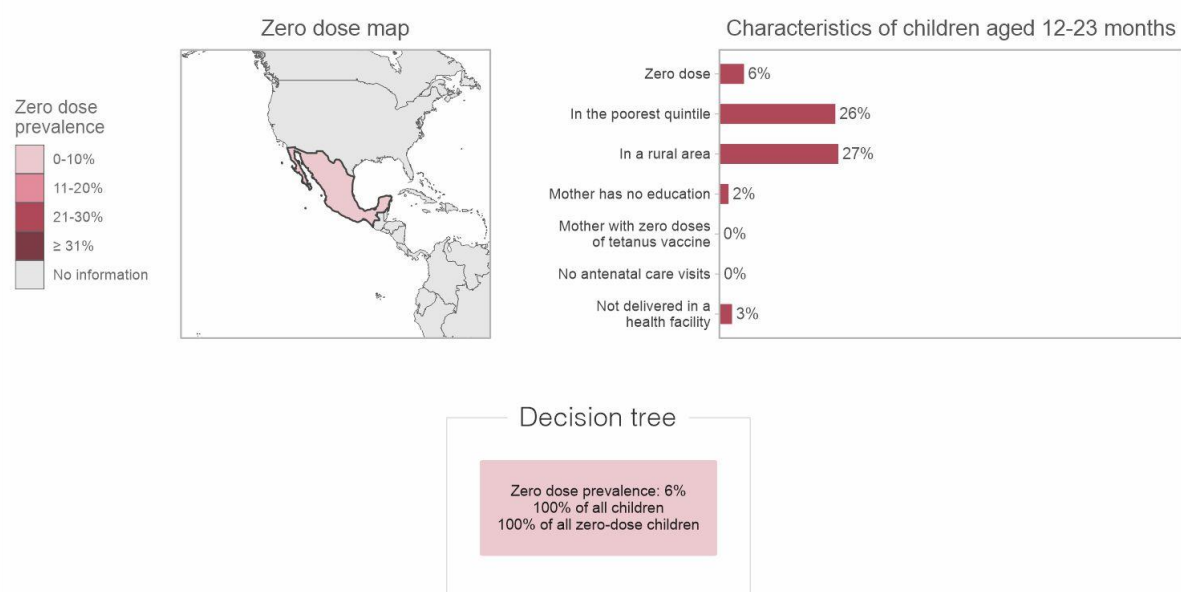 Zero dose map
Zero dose
prevalence
0-10%
11-20%
21-30%
≥ 31%
No information
Characteristics of children aged 12-23 months
Zero dose 6%
In the poorest quintile 26%
In a rural area 27%
Mother has no education 2%
Mother with zero doses
of tetanus vaccine 0%
No antenatal care visits 0%
Not delivered in a
health facility 3%
Decision tree
Zero dose prevalence: 6%
100% of all children
100% of all zero-dose children